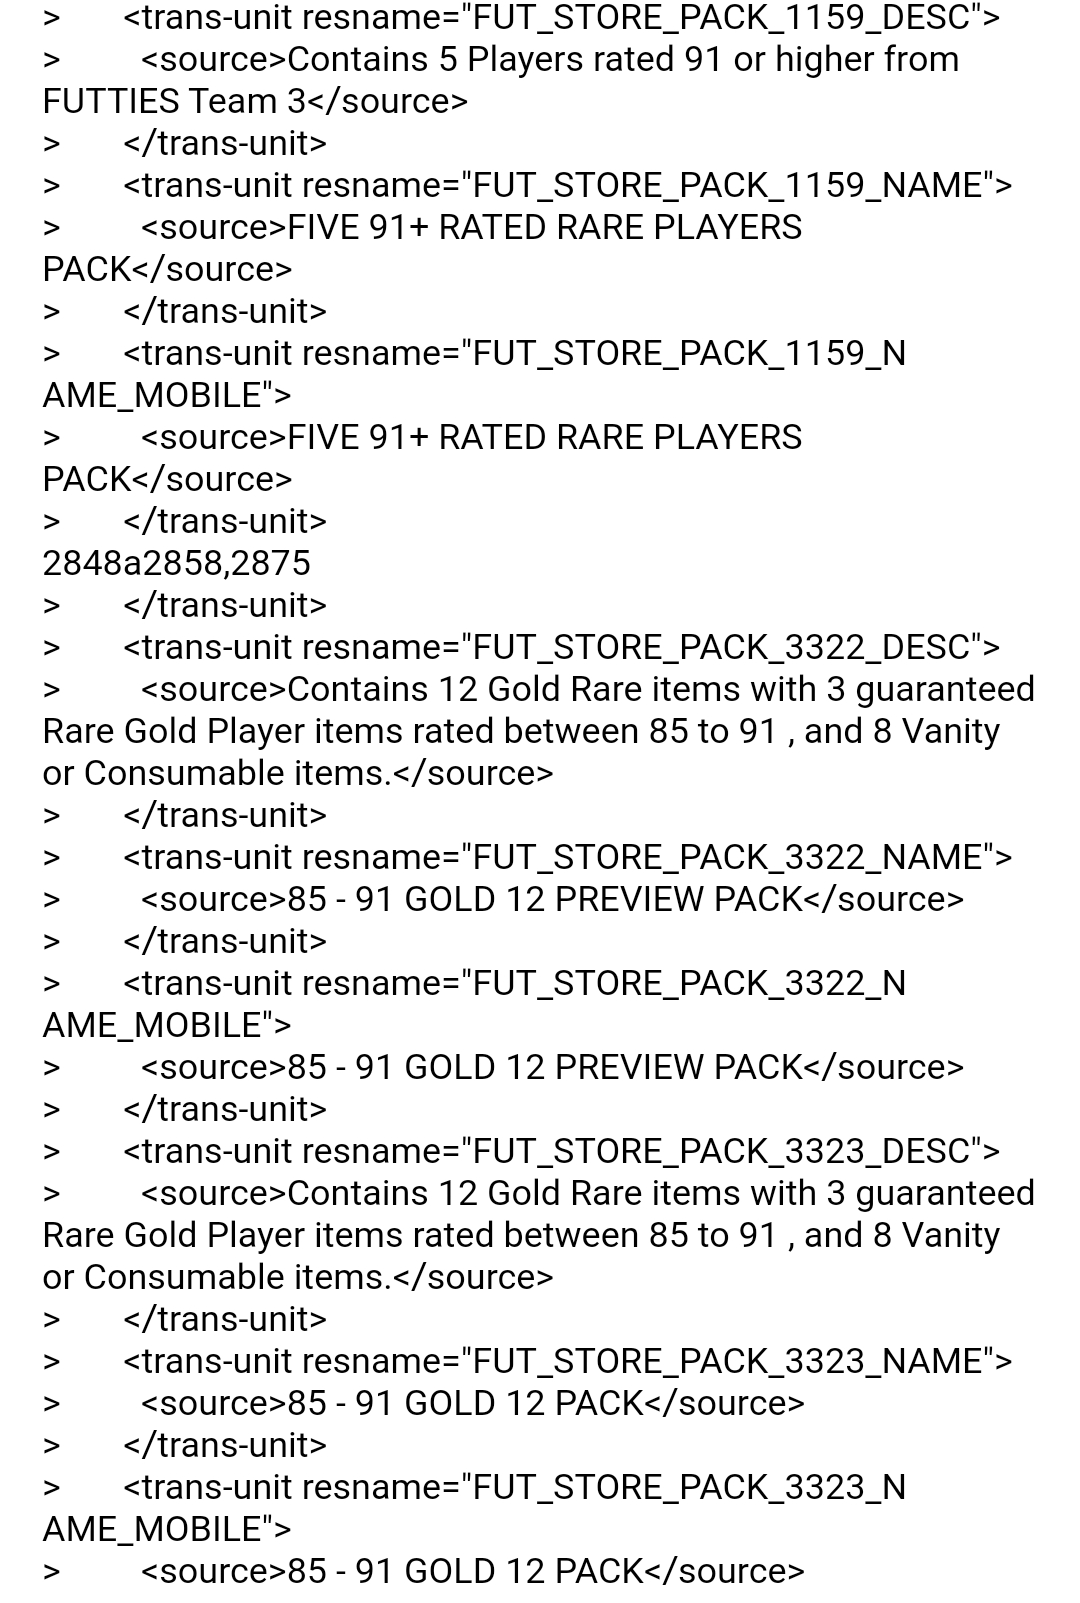 >       <trans-unit resname="FUT_STORE_PACK_1159_DESC">
>         <source>Contains 5 Players rated 91 or higher from
FUTTIES Team 3</source>
>       </trans-unit>
>       <trans-unit resname="FUT_STORE_PACK_1159_NAME">
>         <source>FIVE 91+ RATED RARE PLAYERS
PACK</source>
>       </trans-unit>
>       <trans-unit resname="FUT_STORE_PACK_1159_N
AME_MOBILE">
>         <source>FIVE 91+ RATED RARE PLAYERS
PACK</source>
>       </trans-unit>
2848a2858,2875
>       </trans-unit>
>       <trans-unit resname="FUT_STORE_PACK_3322_DESC">
>         <source>Contains 12 Gold Rare items with 3 guaranteed
Rare Gold Player items rated between 85 to 91 , and 8 Vanity
or Consumable items.</source>
>       </trans-unit>
>       <trans-unit resname="FUT_STORE_PACK_3322_NAME">
>         <source>85 - 91 GOLD 12 PREVIEW PACK</source>
>       </trans-unit>
>       <trans-unit resname="FUT_STORE_PACK_3322_N
AME_MOBILE">
>         <source>85 - 91 GOLD 12 PREVIEW PACK</source>
>       </trans-unit>
>       <trans-unit resname="FUT_STORE_PACK_3323_DESC">
>         <source>Contains 12 Gold Rare items with 3 guaranteed
Rare Gold Player items rated between 85 to 91 , and 8 Vanity
or Consumable items.</source>
>       </trans-unit>
>       <trans-unit resname="FUT_STORE_PACK_3323_NAME">
>         <source>85 - 91 GOLD 12 PACK</source>
>       </trans-unit>
>       <trans-unit resname="FUT_STORE_PACK_3323_N
AME_MOBILE">
>         <source>85 - 91 GOLD 12 PACK</source>